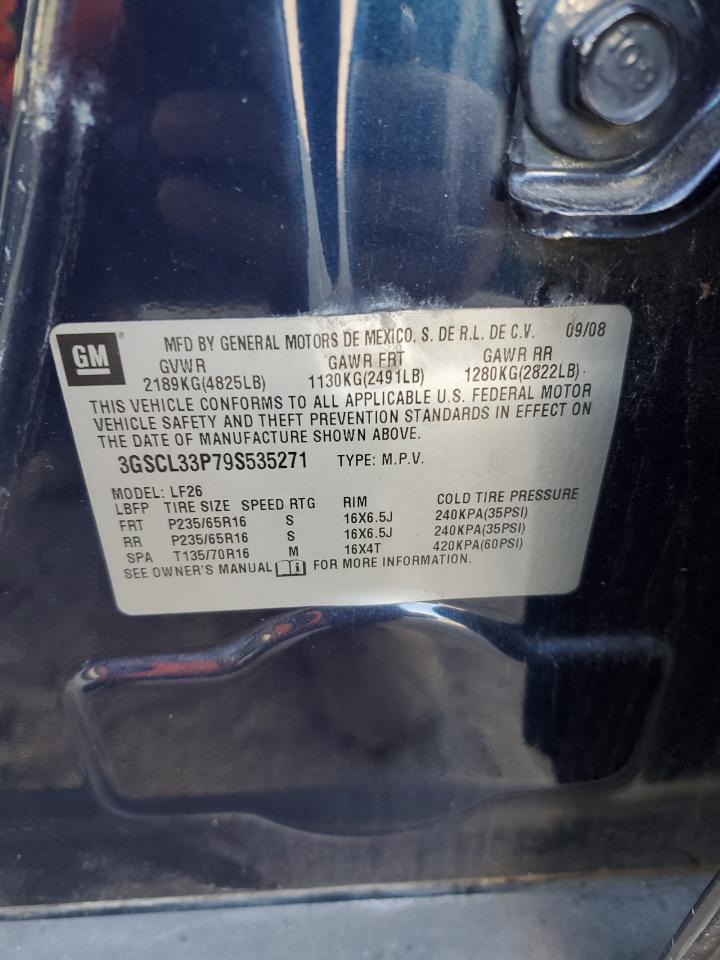 GM
MFD BY GENERAL MOTORS DE MEXICO, S. DE R.L. DE C.V. 09/08
GVWR GAWR FRT GAWR RR
2189KG(4825LB) 1130KG(2491LB) 1280KG(2822LB)
THIS VEHICLE CONFORMS TO ALL APPLICABLE U.S. FEDERAL MOTOR
VEHICLE SAFETY AND THEFT PREVENTION STANDARDS IN EFFECT ON
THE DATE OF MANUFACTURE SHOWN ABOVE.
3GSCL33P79S535271 TYPE: M.P.V.
MODEL: LF26
LBFP TIRE SIZE SPEED RTG RIM COLD TIRE PRESSURE
FRT P235/65R16 S 16X6.5J 240KPA(35PSI)
RR P235/65R16 S 16X6.5J 240KPA(35PSI)
SPA T135/70R16 M 16X4T 420KPA(60PSI)
SEE OWNER'S MANUAL i FOR MORE INFORMATION.